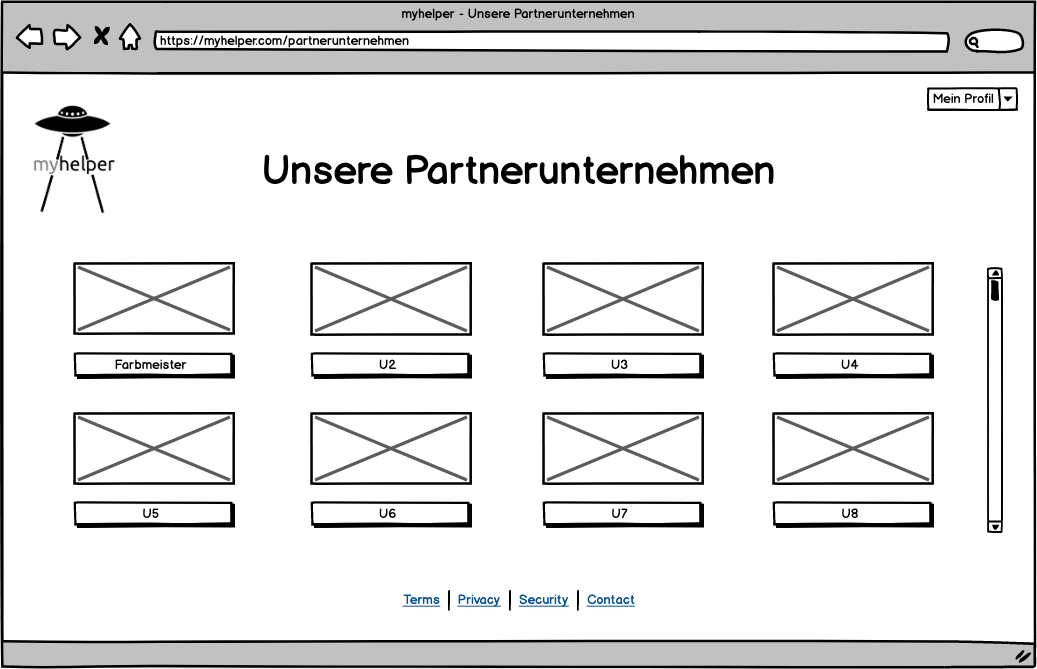 myhelper - Unsere Partnerunternehmen
https://myhelper.com/partnerunternehmen
Mein Profil
myhelper
Unsere Partnerunternehmen
Farbmeister U2 U3 U4
U5 U6 U7 U8
Terms Privacy Security Contact